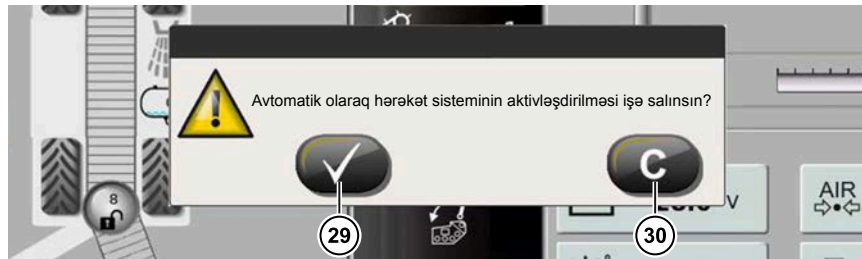 Avtomatik olaraq hərəkət sisteminin aktivləşdirilməsi işə salınsın?
C
8
29
30
V
AIR